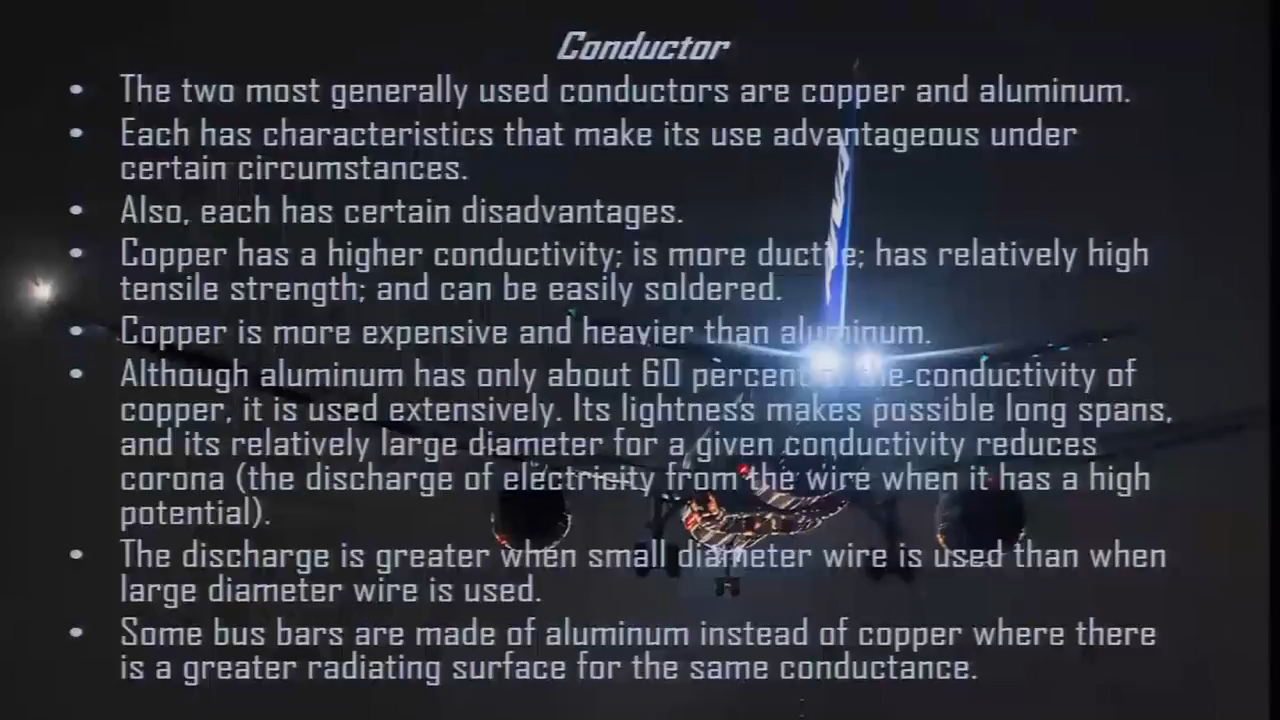 Conductor
• The two most generally used conductors are copper and aluminum.
• Each has characteristics that make its use advantageous under
certain circumstances.
• Also, each has certain disadvantages.
• Copper has a higher conductivity; is more ductile; has relatively high
tensile strength; and can be easily soldered.
• Copper is more expensive and heavier than aluminum.
• Although aluminum has only about 60 percent of the conductivity of
copper, it is used extensively. Its lightness makes possible long spans,
and its relatively large diameter for a given conductivity reduces
corona (the discharge of electricity from the wire when it has a high
potential).
• The discharge is greater when small diameter wire is used than when
large diameter wire is used.
• Some bus bars are made of aluminum instead of copper where there
is a greater radiating surface for the same conductance.